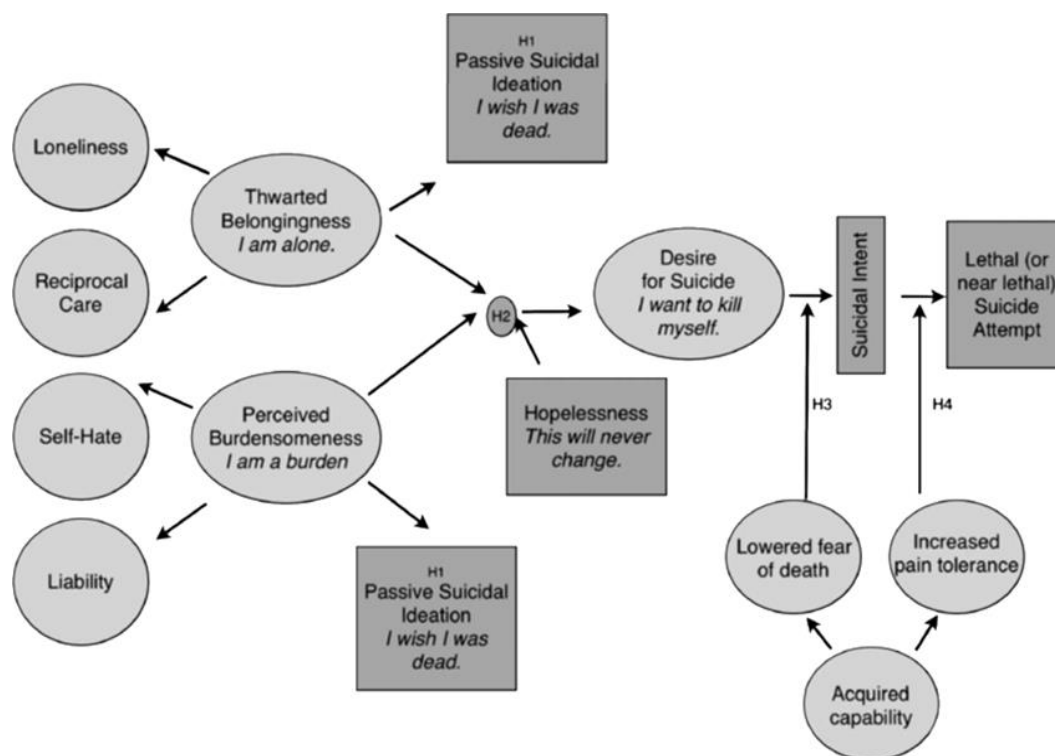 H1
Passive Suicidal
Ideation
I wish I was
dead.
Loneliness
Thwarted
Belongingness
I am alone.
Reciprocal
Care
Desire
for Suicide
I want to kill
myself.
Suicidal Intent
Lethal (or
near lethal)
Suicide
Attempt
H2
Self-Hate
Perceived
Burdensomeness
I am a burden
Hopelessness
This will never
change.
H3
H4
Liability
H1
Passive Suicidal
Ideation
I wish I was
dead.
Lowered fear
of death
Increased
pain tolerance
Acquired
capability